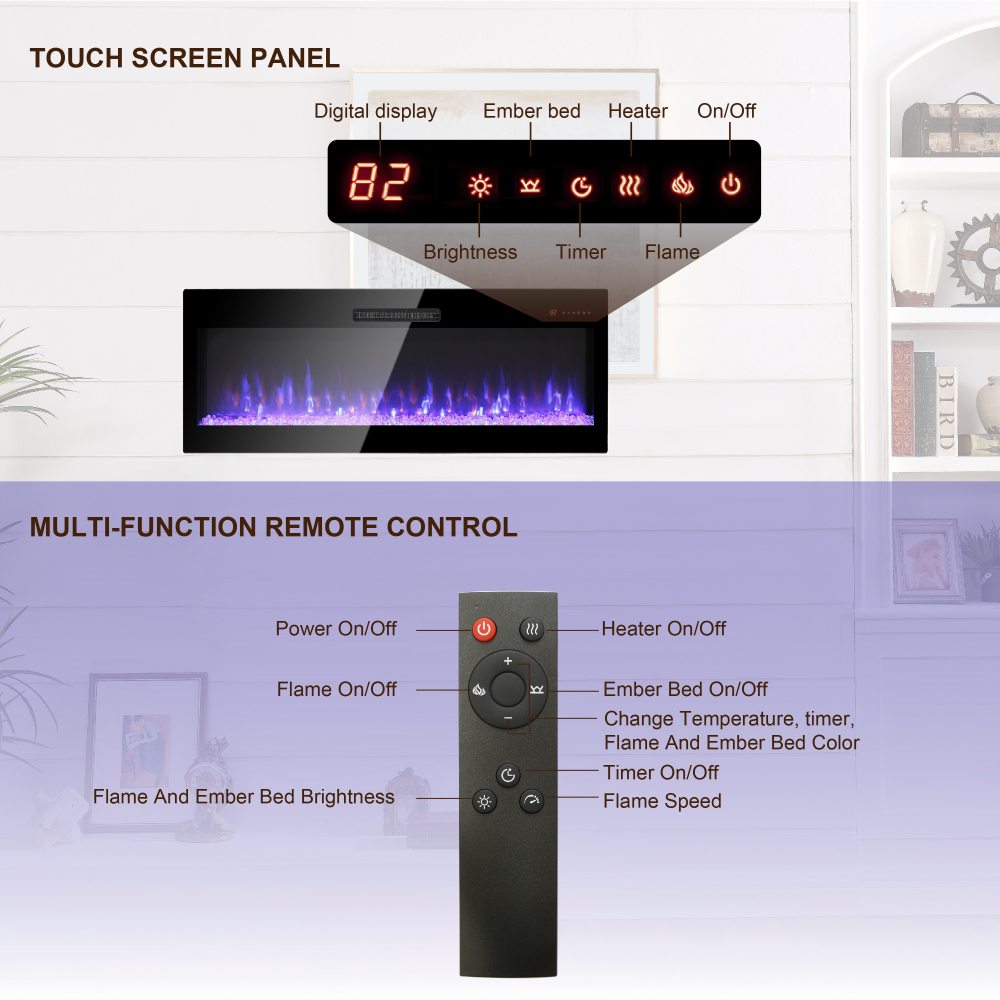 TOUCH SCREEN PANEL
Digital display
Ember bed
Heater
On/Off
82
Brightness
Timer
Flame
BIRD
MULTI-FUNCTION REMOTE CONTROL
Power On/Off
Heater On/Off
Flame On/Off
Ember Bed On/Off
Change Temperature, timer,
Flame And Ember Bed Color
Timer On/Off
Flame And Ember Bed Brightness
Flame Speed